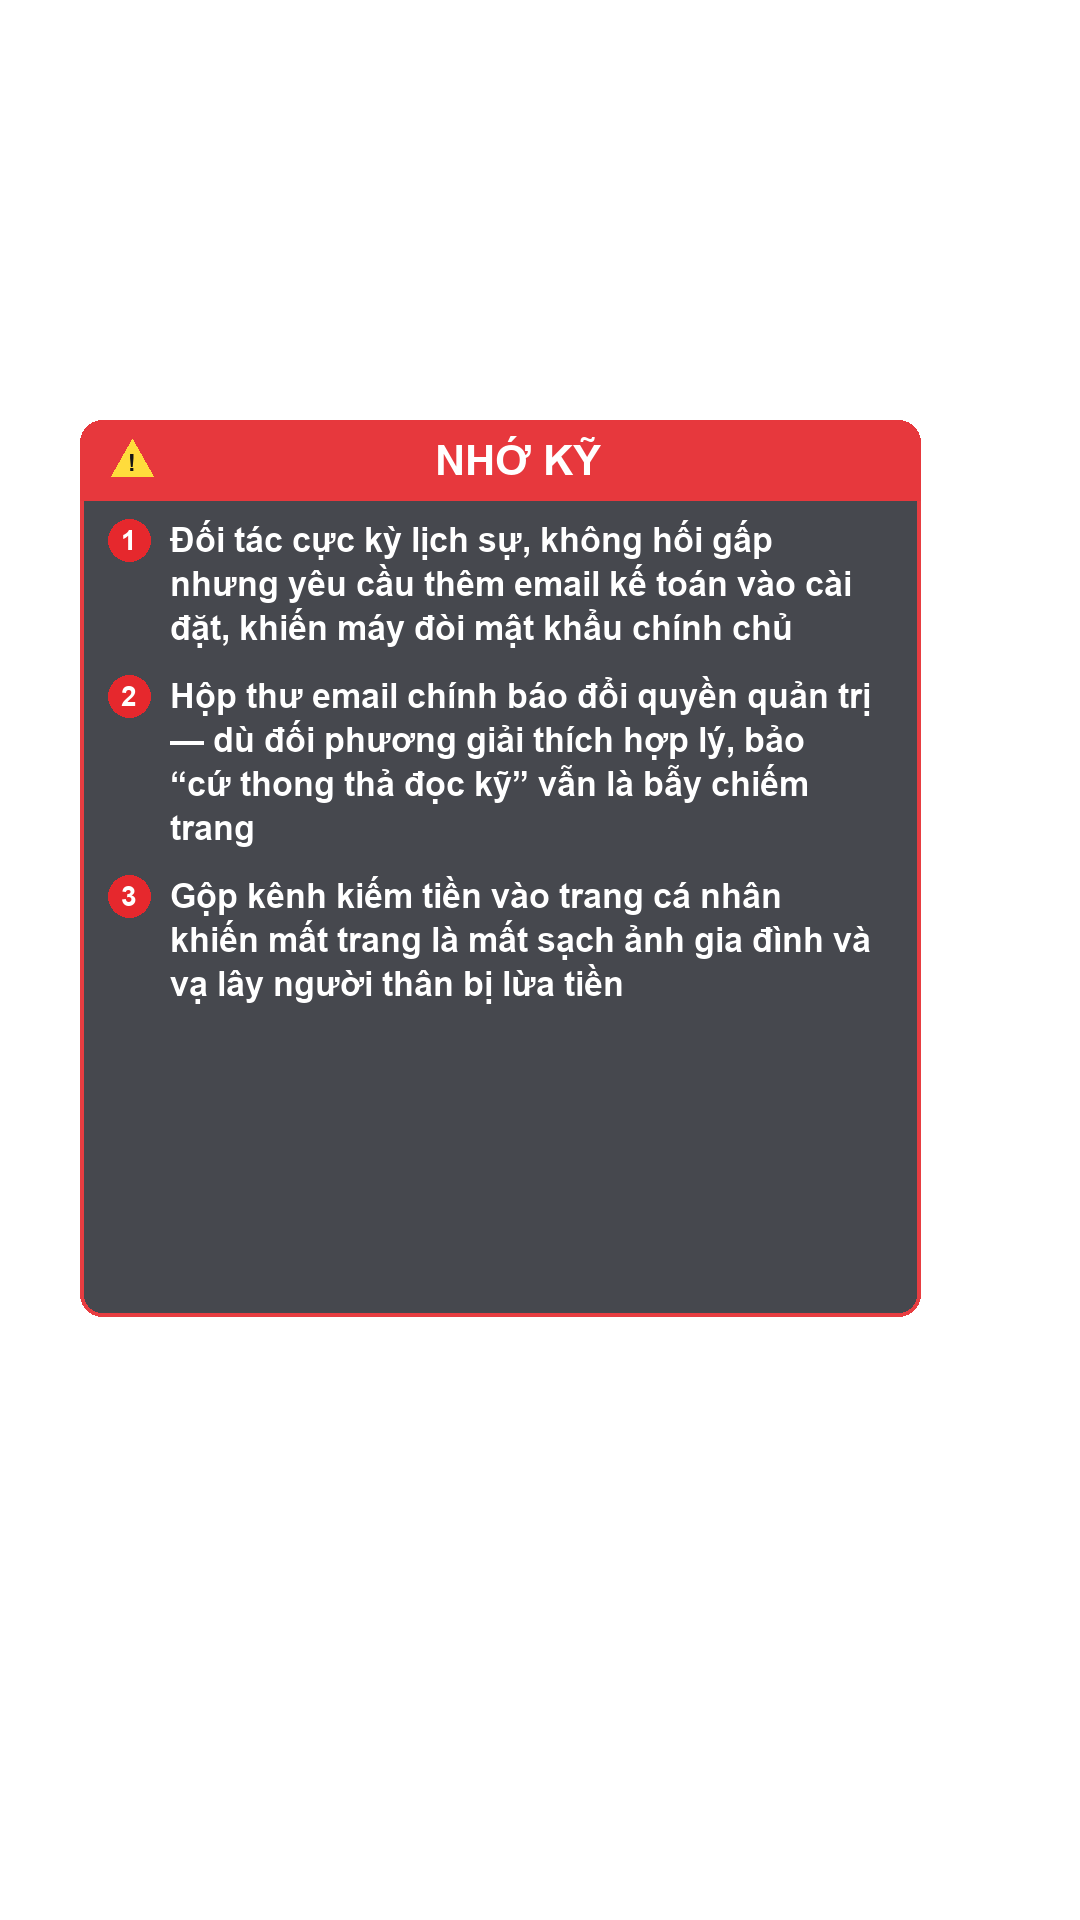 !
NHỚ KỸ
1 Đối tác cực kỳ lịch sự, không hối gấp
nhưng yêu cầu thêm email kế toán vào cài
đặt, khiến máy đòi mật khẩu chính chủ
2 Hộp thư email chính báo đổi quyền quản trị
— dù đối phương giải thích hợp lý, bảo
“cứ thong thả đọc kỹ” vẫn là bẫy chiếm
trang
3 Gộp kênh kiếm tiền vào trang cá nhân
khiến mất trang là mất sạch ảnh gia đình và
vạ lây người thân bị lừa tiền